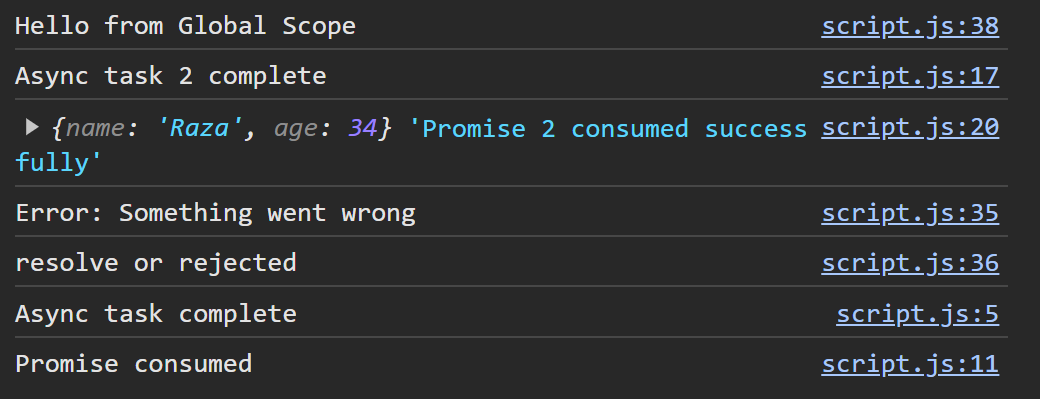 Hello from Global Scope script.js:38
Async task 2 complete script.js:17
{name: 'Raza', age: 34} 'Promise 2 consumed success script.js:20
fully'
Error: Something went wrong script.js:35
resolve or rejected script.js:36
Async task complete script.js:5
Promise consumed script.js:11